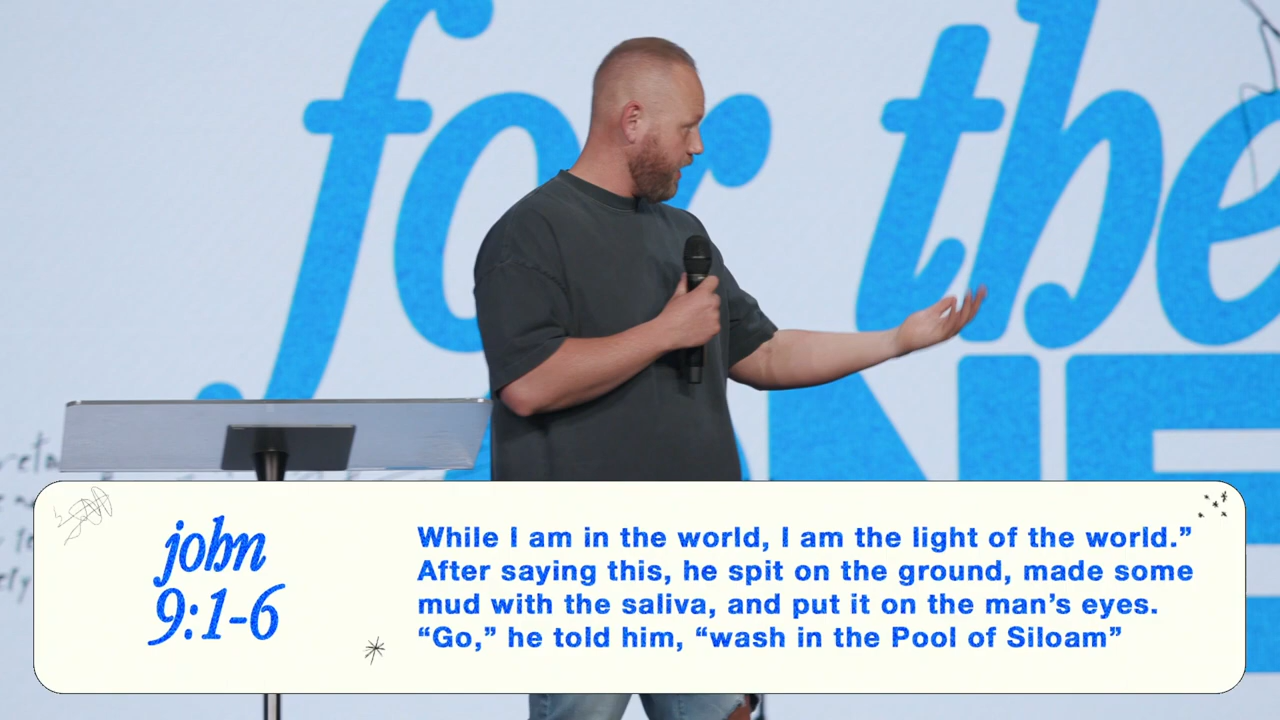 for the
NE
john
9:1-6
While I am in the world, I am the light of the world.”
After saying this, he spit on the ground, made some
mud with the saliva, and put it on the man’s eyes.
“Go,” he told him, “wash in the Pool of Siloam”